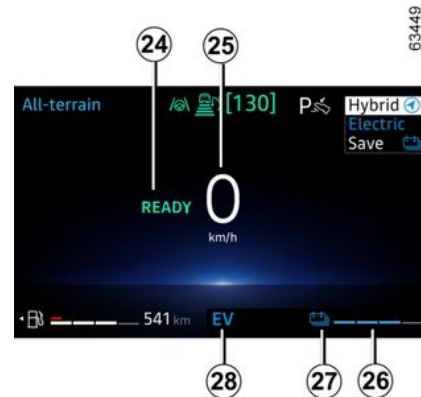 63449
24 25
All-terrain [130] P Hybrid
Electric
Save
READY 0
km/h
541 km EV
28 27 26